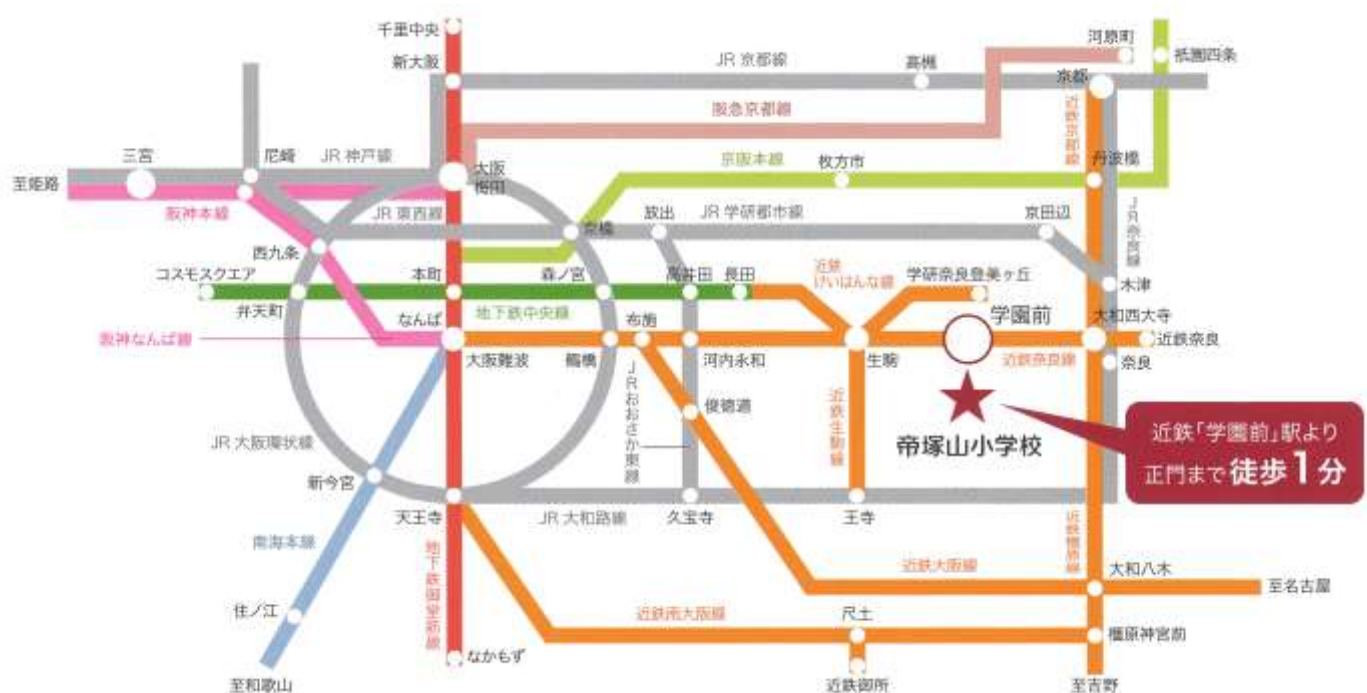 千里中央
河原町
新大阪
JR 京都線
高槻
京都
祇園四条
阪急京都線
近鉄京都線
三宮
尼崎
JR 神戸線
大阪
梅田
京阪本線
枚方市
丹波橋
至姫路
阪神本線
JR 東西線
京橋
放出
JR 学研都市線
京田辺
JR奈良線
西九条
コスモスクエア
本町
森ノ宮
高井田
長田
近鉄
けいはんな線
学研奈良登美ヶ丘
木津
弁天町
地下鉄中央線
なんば
布施
学園前
大和西大寺
阪神なんば線
大阪難波
鶴橋
河内永和
生駒
近鉄奈良線
近鉄奈良
奈良
JRおおさか東線
俊徳道
近鉄生駒線
帝塚山小学校
近鉄「学園前」駅より
正門まで 徒歩1分
JR 大阪環状線
新今宮
天王寺
JR 大和路線
久宝寺
王寺
南海本線
地下鉄御堂筋線
近鉄橿原線
近鉄大阪線
大和八木
至名古屋
住ノ江
近鉄南大阪線
尺土
橿原神宮前
なかもず
至和歌山
近鉄御所
至吉野